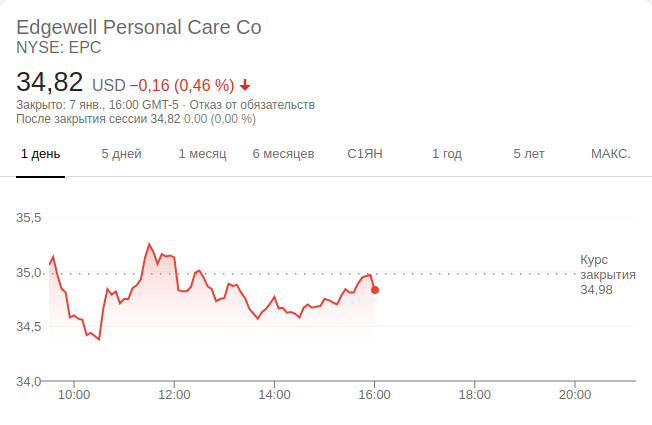 Edgewell Personal Care Co
NYSE: EPC
34,82 USD −0,16 (0,46 %)
Закрыто: 7 янв., 16:00 GMT-5 · Отказ от обязательств
После закрытия сессии 34,82 0,00 (0,00 %)
1 день 5 дней 1 месяц 6 месяцев С1ЯН 1 год 5 лет МАКС.
35,5
35,0
34,5
34,0
Курс
закрытия
34,98
10:00 12:00 14:00 16:00 18:00 20:00